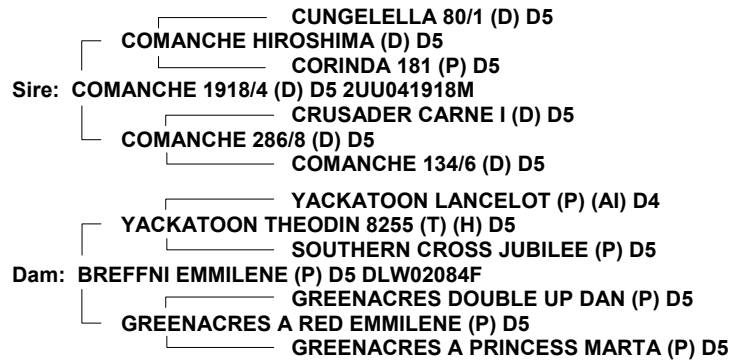 CUNGELELLA 80/1 (D) D5
COMANCHE HIROSHIMA (D) D5
CORINDA 181 (P) D5
Sire: COMANCHE 1918/4 (D) D5 2UU041918M
CRUSADER CARNE I (D) D5
COMANCHE 286/8 (D) D5
COMANCHE 134/6 (D) D5
YACKATOON LANCELOT (P) (AI) D4
YACKATOON THEODIN 8255 (T) (H) D5
SOUTHERN CROSS JUBILEE (P) D5
Dam: BREFFNI EMMILENE (P) D5 DLW02084F
GREENACRES DOUBLE UP DAN (P) D5
GREENACRES A RED EMMILENE (P) D5
GREENACRES A PRINCESS MARTA (P) D5